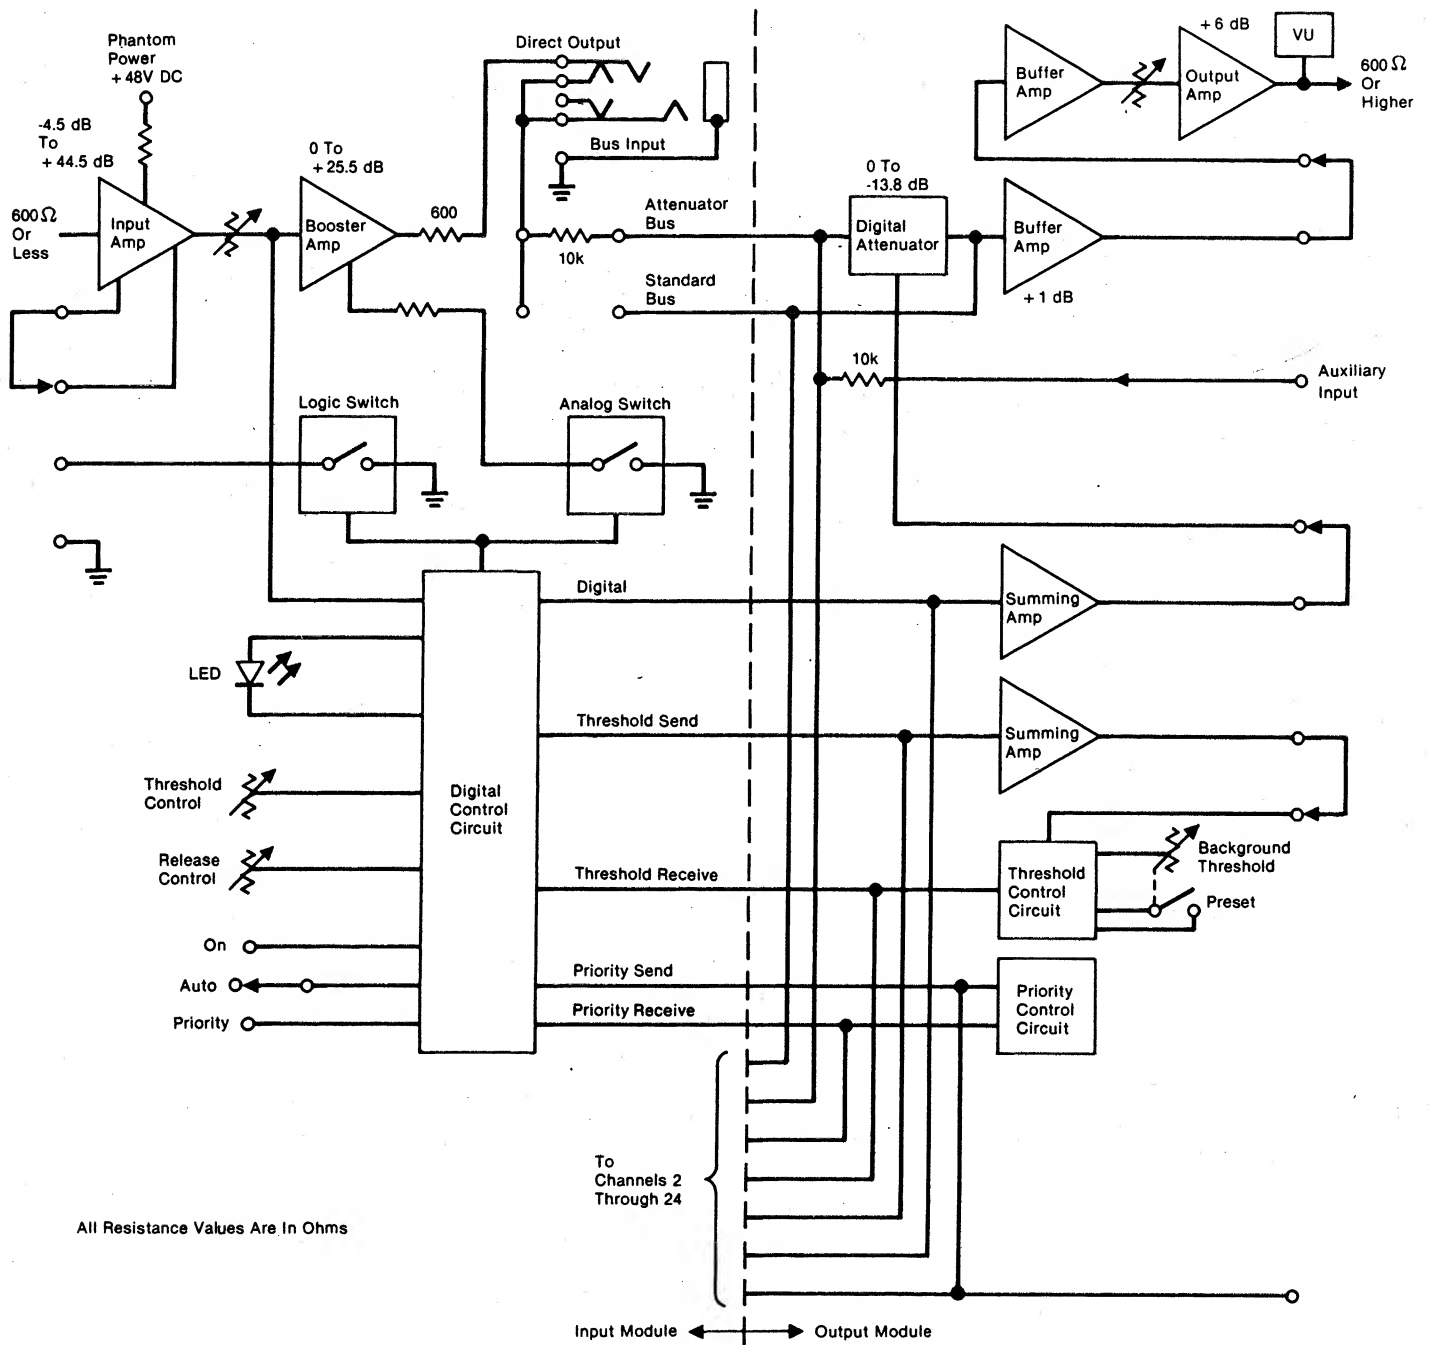 Phantom
Power
+48V DC
-4.5 dB
To
+ 44.5 dB
600Ω
Or
Less
Input
Amp
0 To
+25.5 dB
Booster
Amp
600
Direct Output
Bus Input
10k
Attenuator
Bus
Standard
Bus
0 To
-13.8 dB
Digital
Attenuator
Buffer
Amp
+ 1 dB
Buffer
Amp
+ 6 dB
Output
Amp
VU
600 Ω
Or
Higher
10k
Auxiliary
Input
Logic Switch
Analog Switch
Digital
Summing
Amp
LED
Threshold Send
Summing
Amp
Threshold
Control
Digital
Control
Circuit
Release
Control
Threshold Receive
Threshold
Control
Circuit
Background
Threshold
Preset
On
Auto
Priority
Priority Send
Priority Receive
Priority
Control
Circuit
To
Channels 2
Through 24
All Resistance Values Are In Ohms
Input Module
Output Module